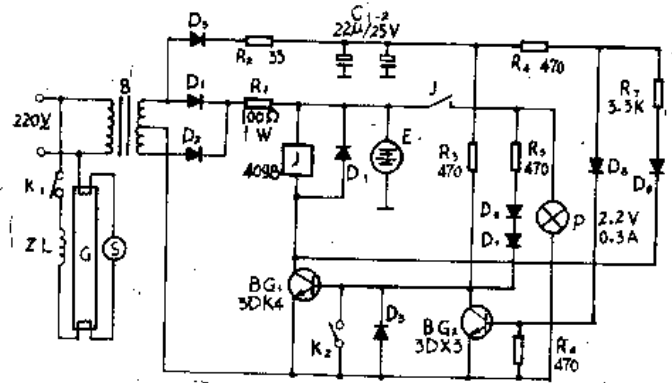 C₁₋₂
22μ/25V
D₅
R₂ 33
R₄ 470
B
D₁
R₁
100Ω
1W
J
R₇
3.3K
220V
D₂
J
4098
D₁
E
R₃
470
R₅
470
D₈
D₉
K₁
D₆
D₇
P
2.2V
0.3A
ZL
G
S
BG₁
3DK4
K₂
D₃
BG₂
3DX3
R₆
470